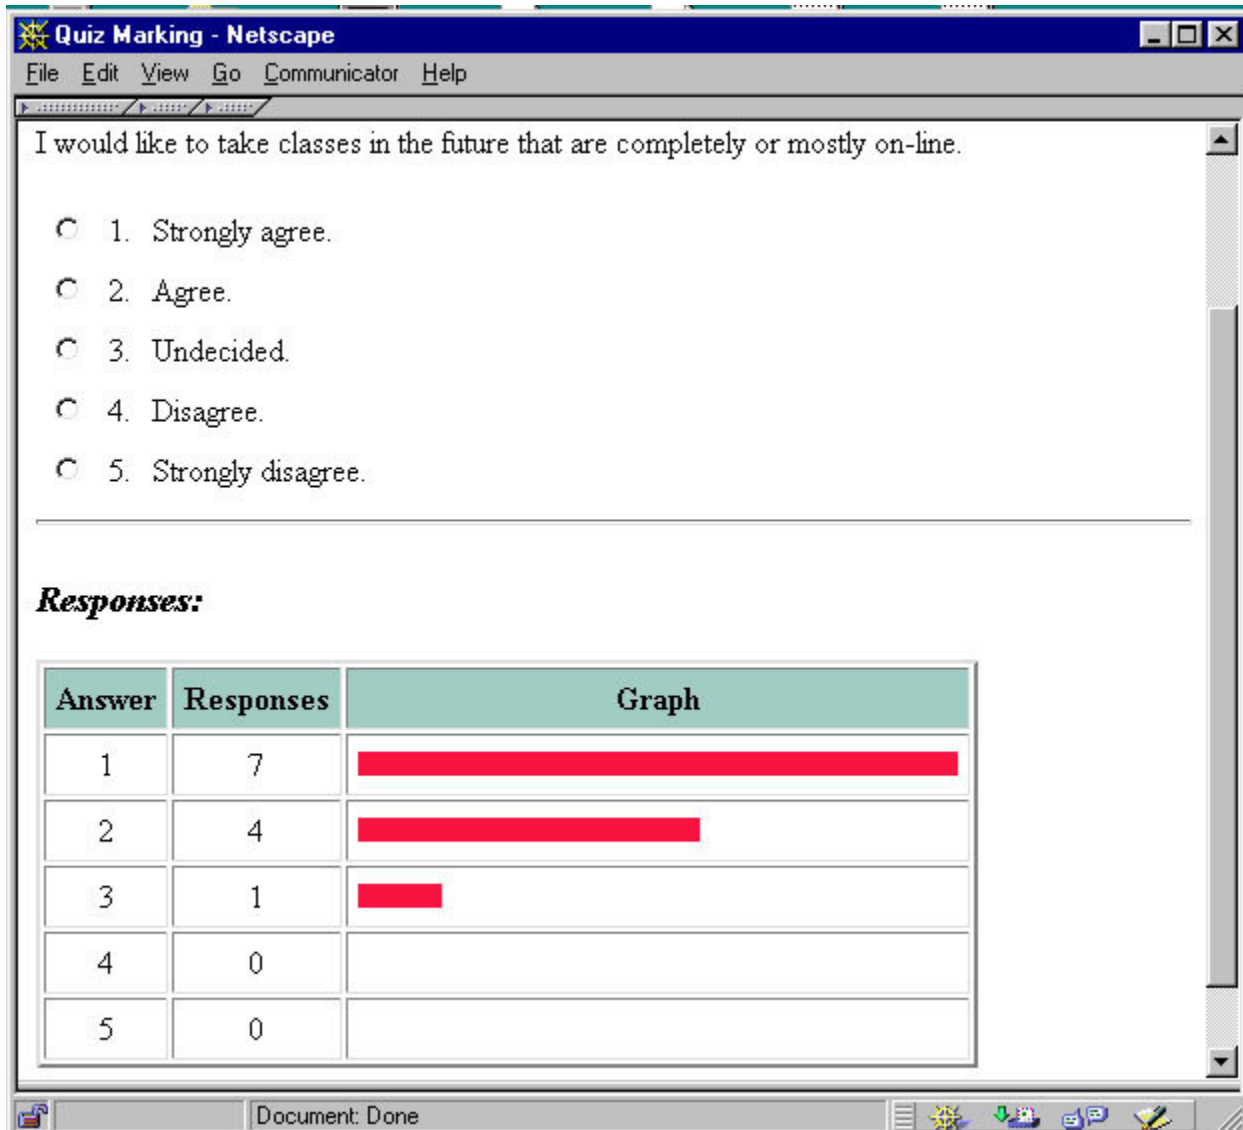 Quiz Marking - Netscape
File Edit View Go Communicator Help
I would like to take classes in the future that are completely or mostly on-line.
1. Strongly agree.
2. Agree.
3. Undecided.
4. Disagree.
5. Strongly disagree.
Responses:
Answer Responses Graph
1 7
2 4
3 1
4 0
5 0
Document: Done